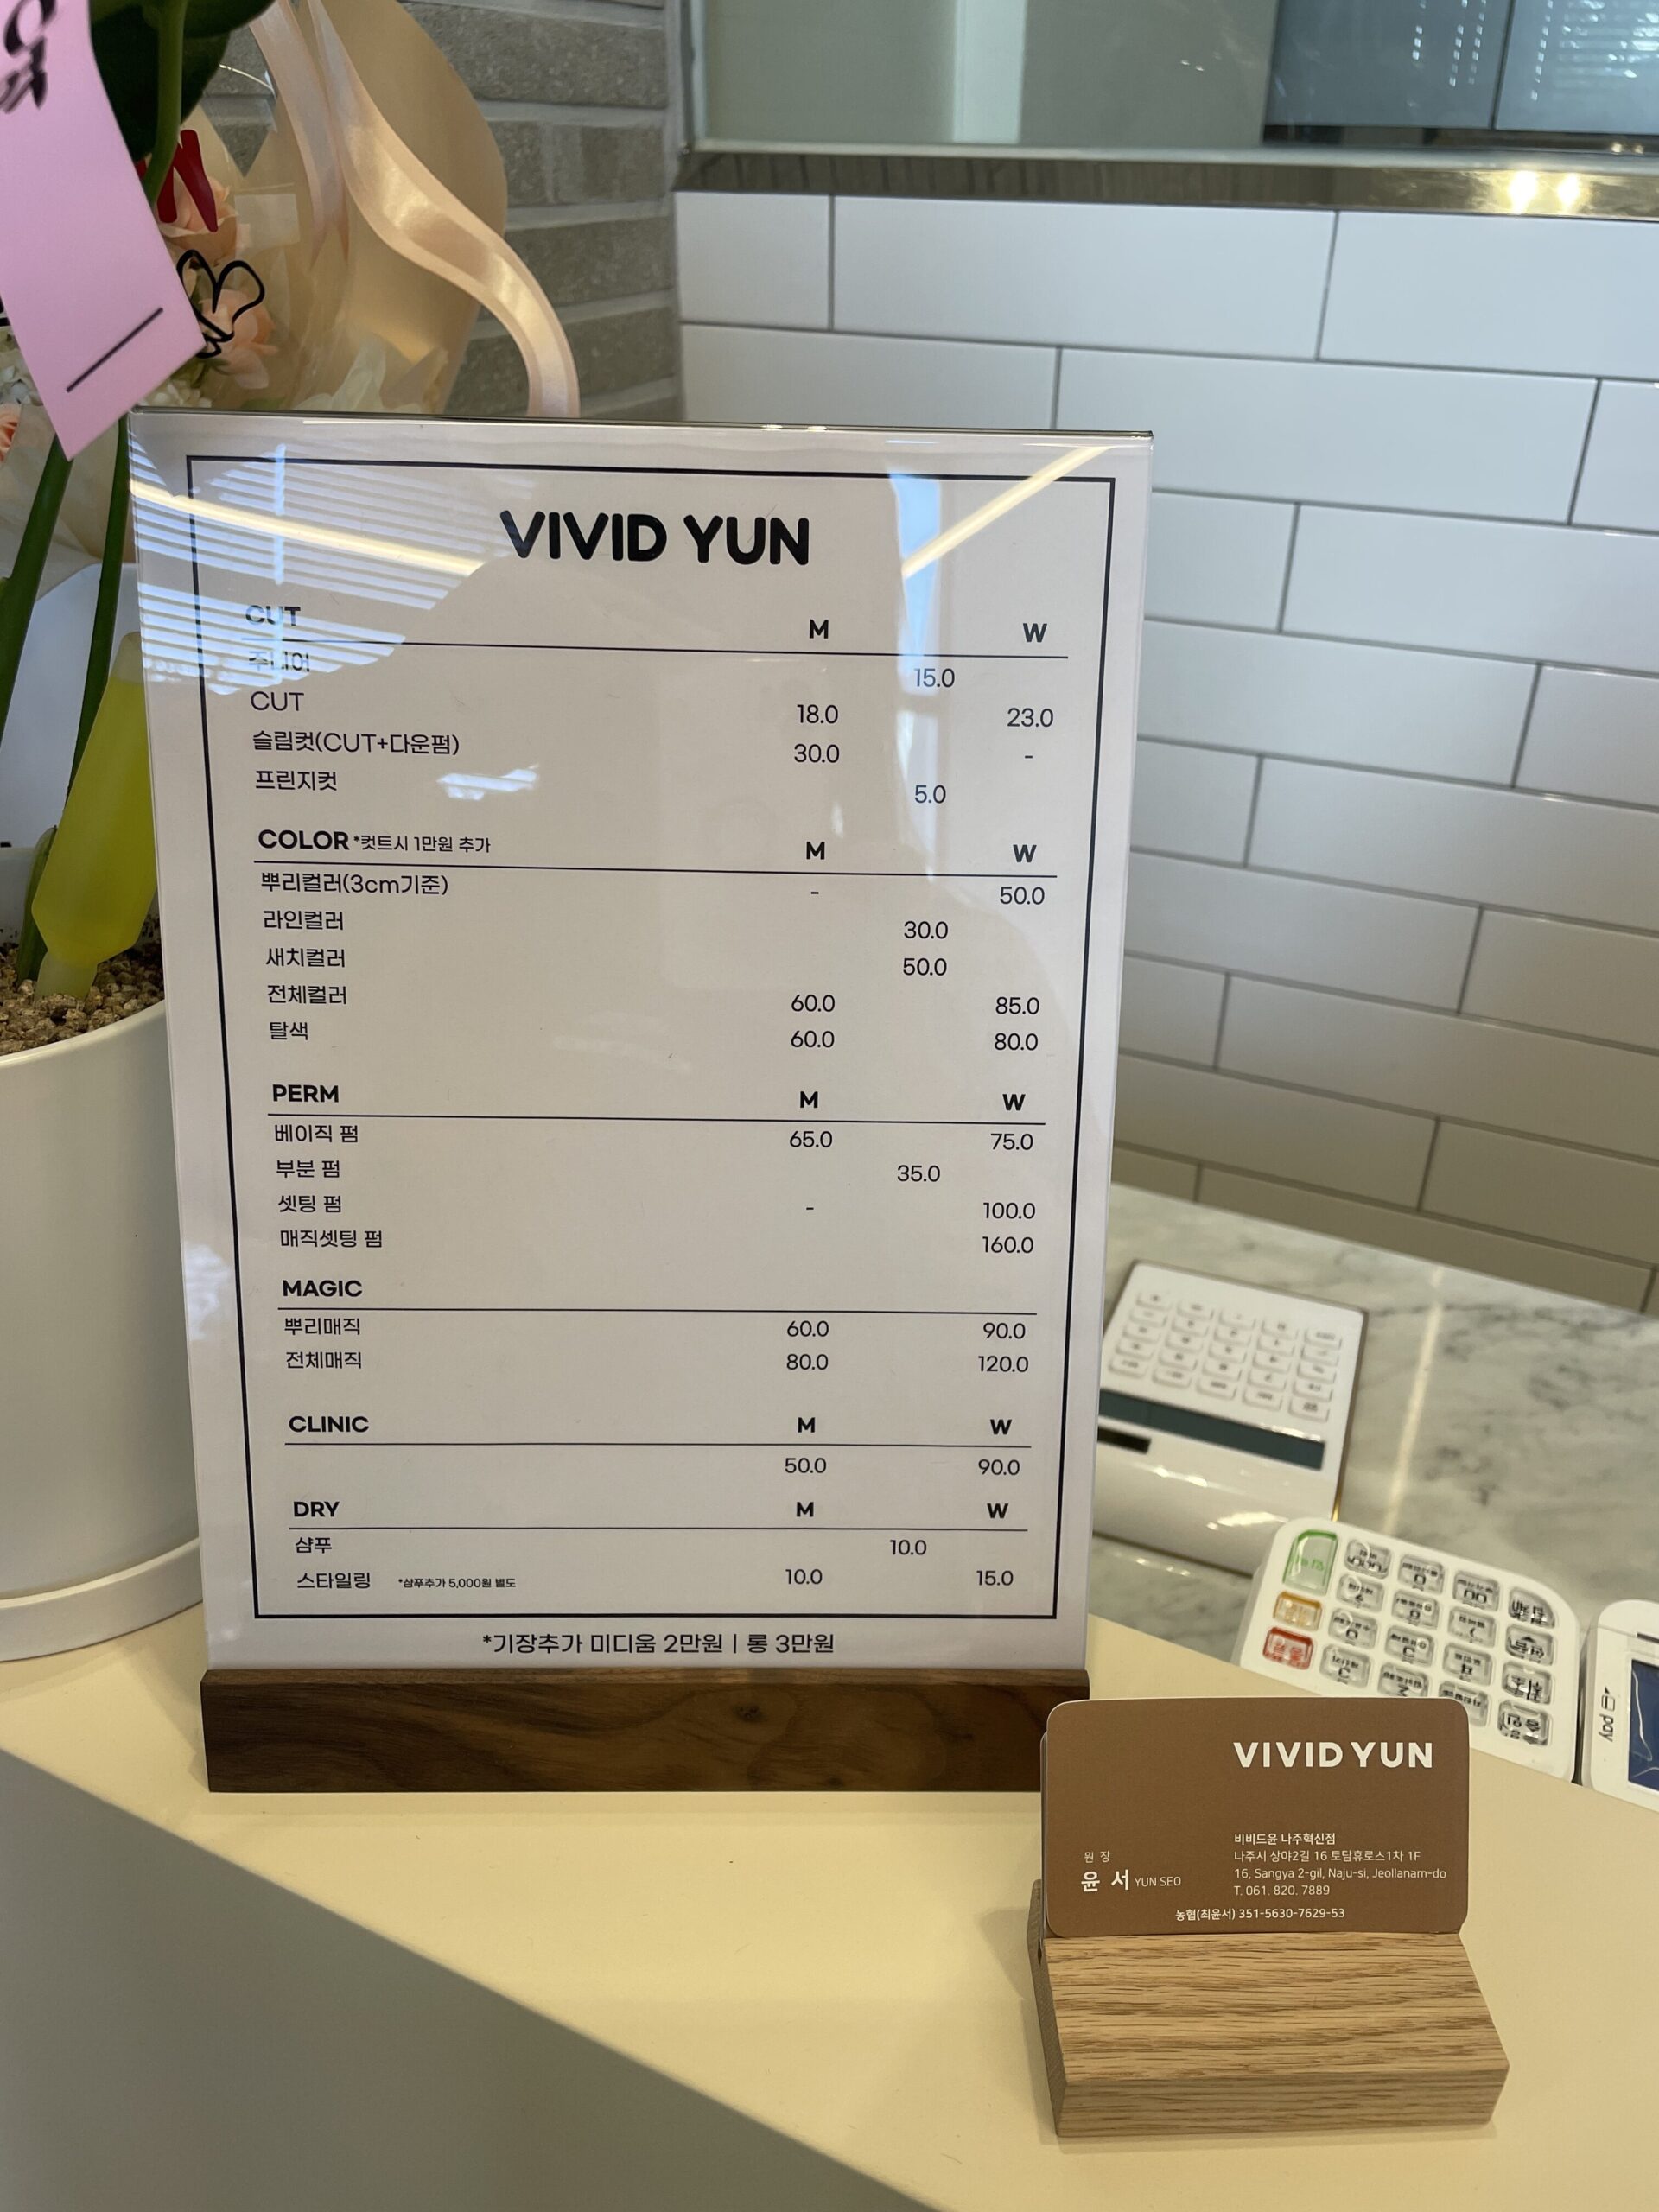 VIVID YUN
CUT M W
주니어 15.0
CUT 18.0 23.0
슬림컷(CUT+다운펌) 30.0 -
프린지컷 5.0
COLOR *컷트시 1만원 추가 M W
뿌리컬러(3cm기준) - 50.0
라인컬러 30.0
새치컬러 50.0
전체컬러 60.0 85.0
탈색 60.0 80.0
PERM M W
베이직 펌 65.0 75.0
부분 펌 35.0
셋팅 펌 - 100.0
매직셋팅 펌 160.0
MAGIC
뿌리매직 60.0 90.0
전체매직 80.0 120.0
CLINIC M W
50.0 90.0
DRY M W
샴푸 10.0
스타일링 *샴푸추가 5,000원 별도 10.0 15.0
*기장추가 미디움 2만원 | 롱 3만원
VIVID YUN
비비드윤 나주혁신점
나주시 상야2길 16 토담휴로스1차 1F
16, Sangya 2-gil, Naju-si, Jeollanam-do
T. 061. 820. 7889
원 장
윤 서 YUN SEO
농협(최윤서) 351-5630-7629-53
pay